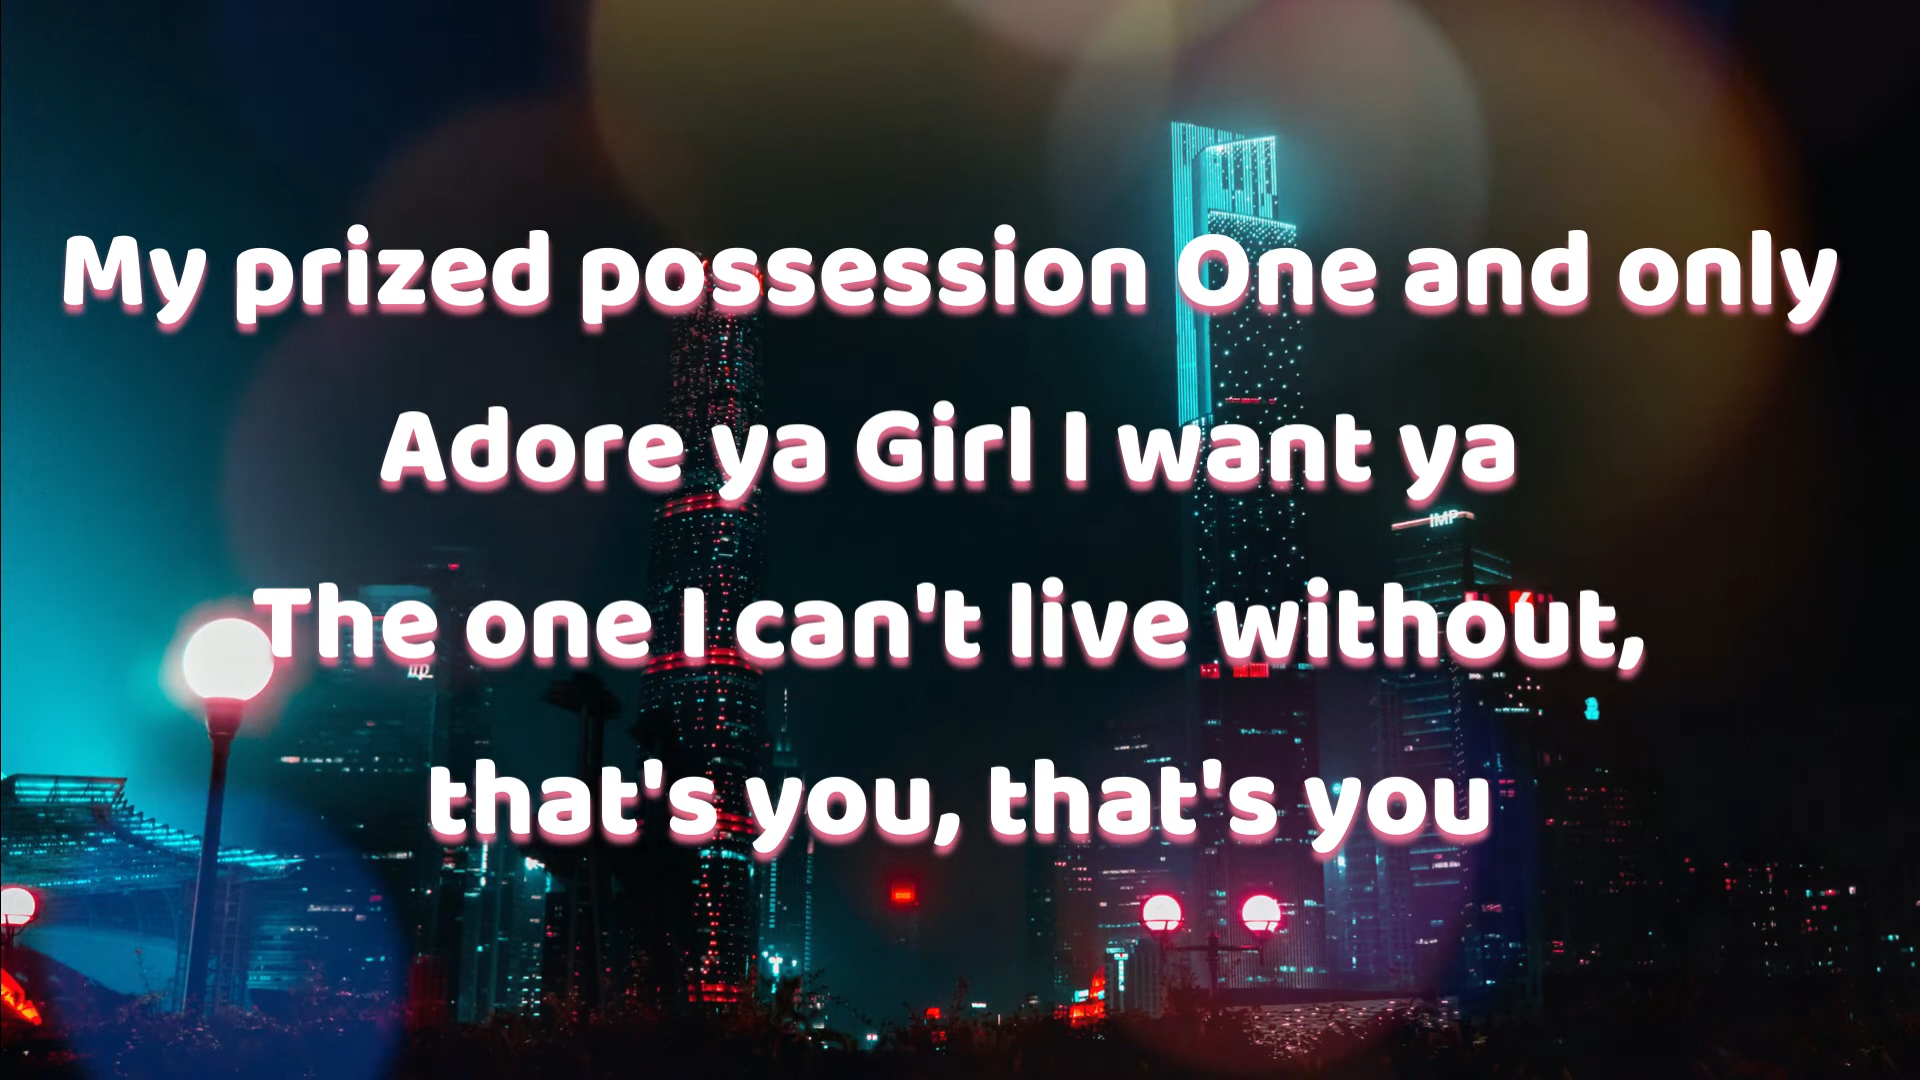 My prized possession One and only
Adore ya Girl I want ya
The one I can't live without,
that's you, that's you
IMP